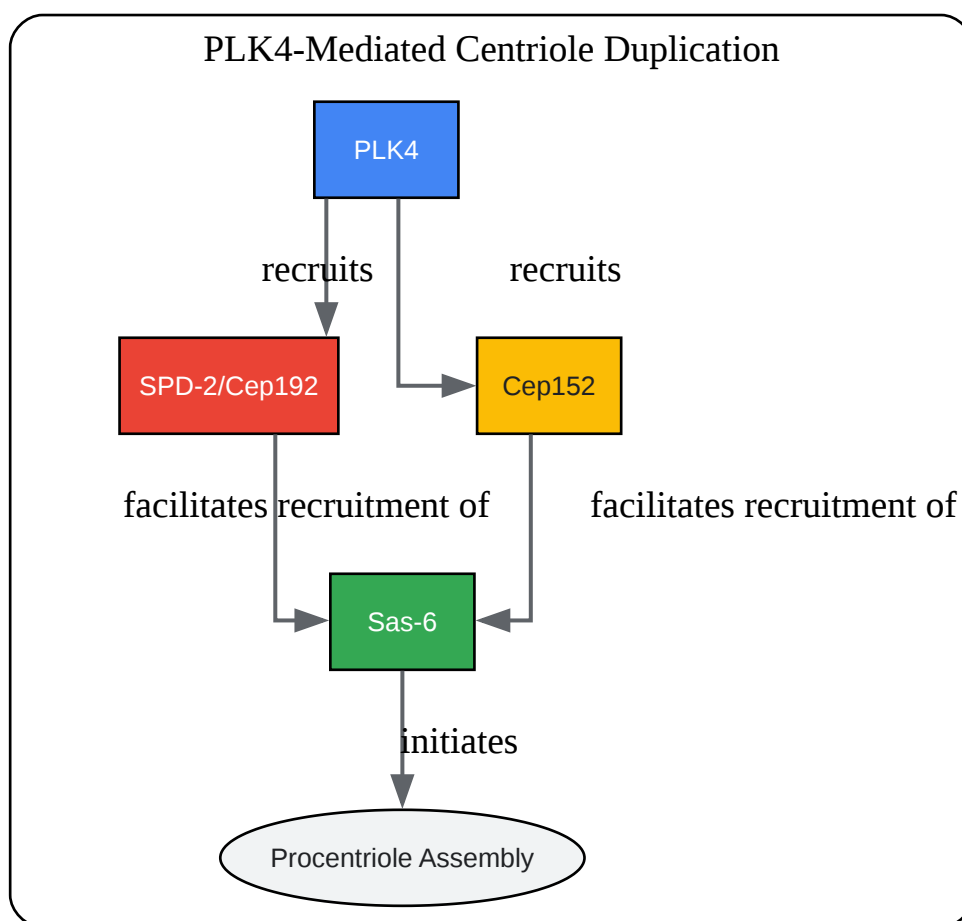 PLK4-Mediated Centriole Duplication
PLK4
recruits
recruits
SPD-2/Cep192
Cep152
facilitates recruitment of
facilitates recruitment of
Sas-6
initiates
Procentriole Assembly